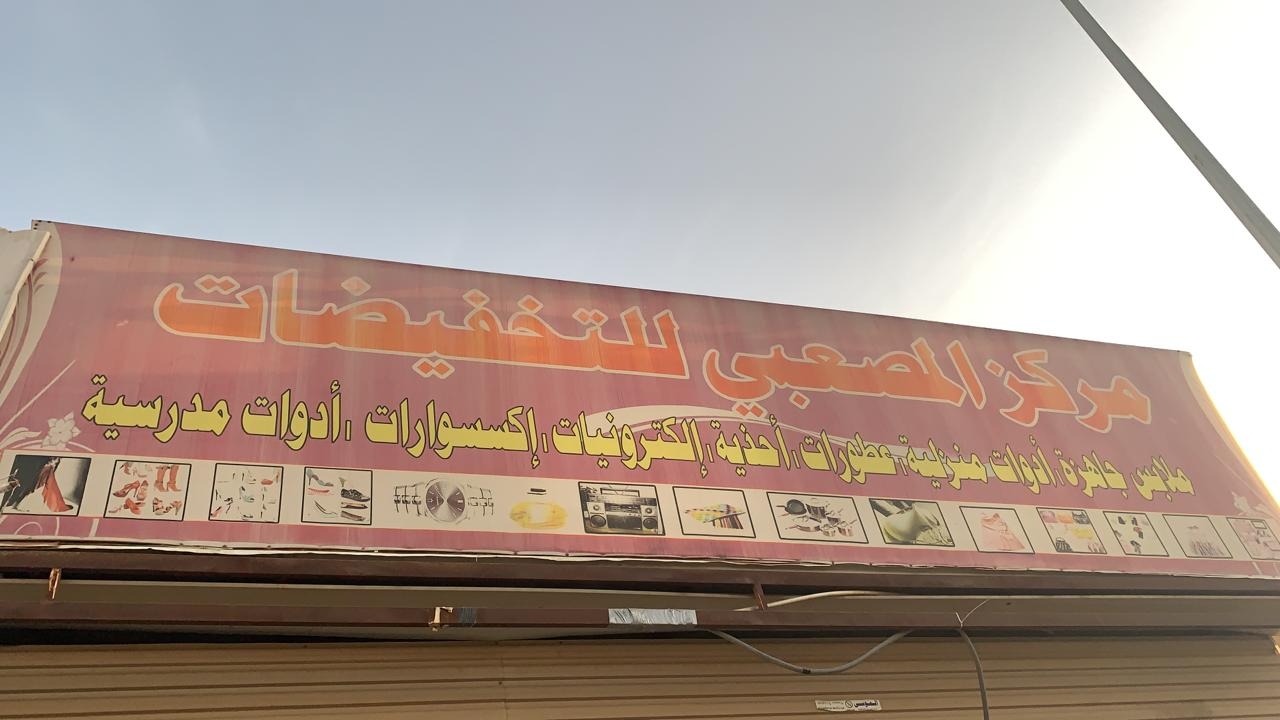 مركز المصعبي للتخفيضات
ملابس جاهزة، أدوات منزلية، عطورات، أحذية، إلكترونيات، إكسسوارات، أدوات مدرسية